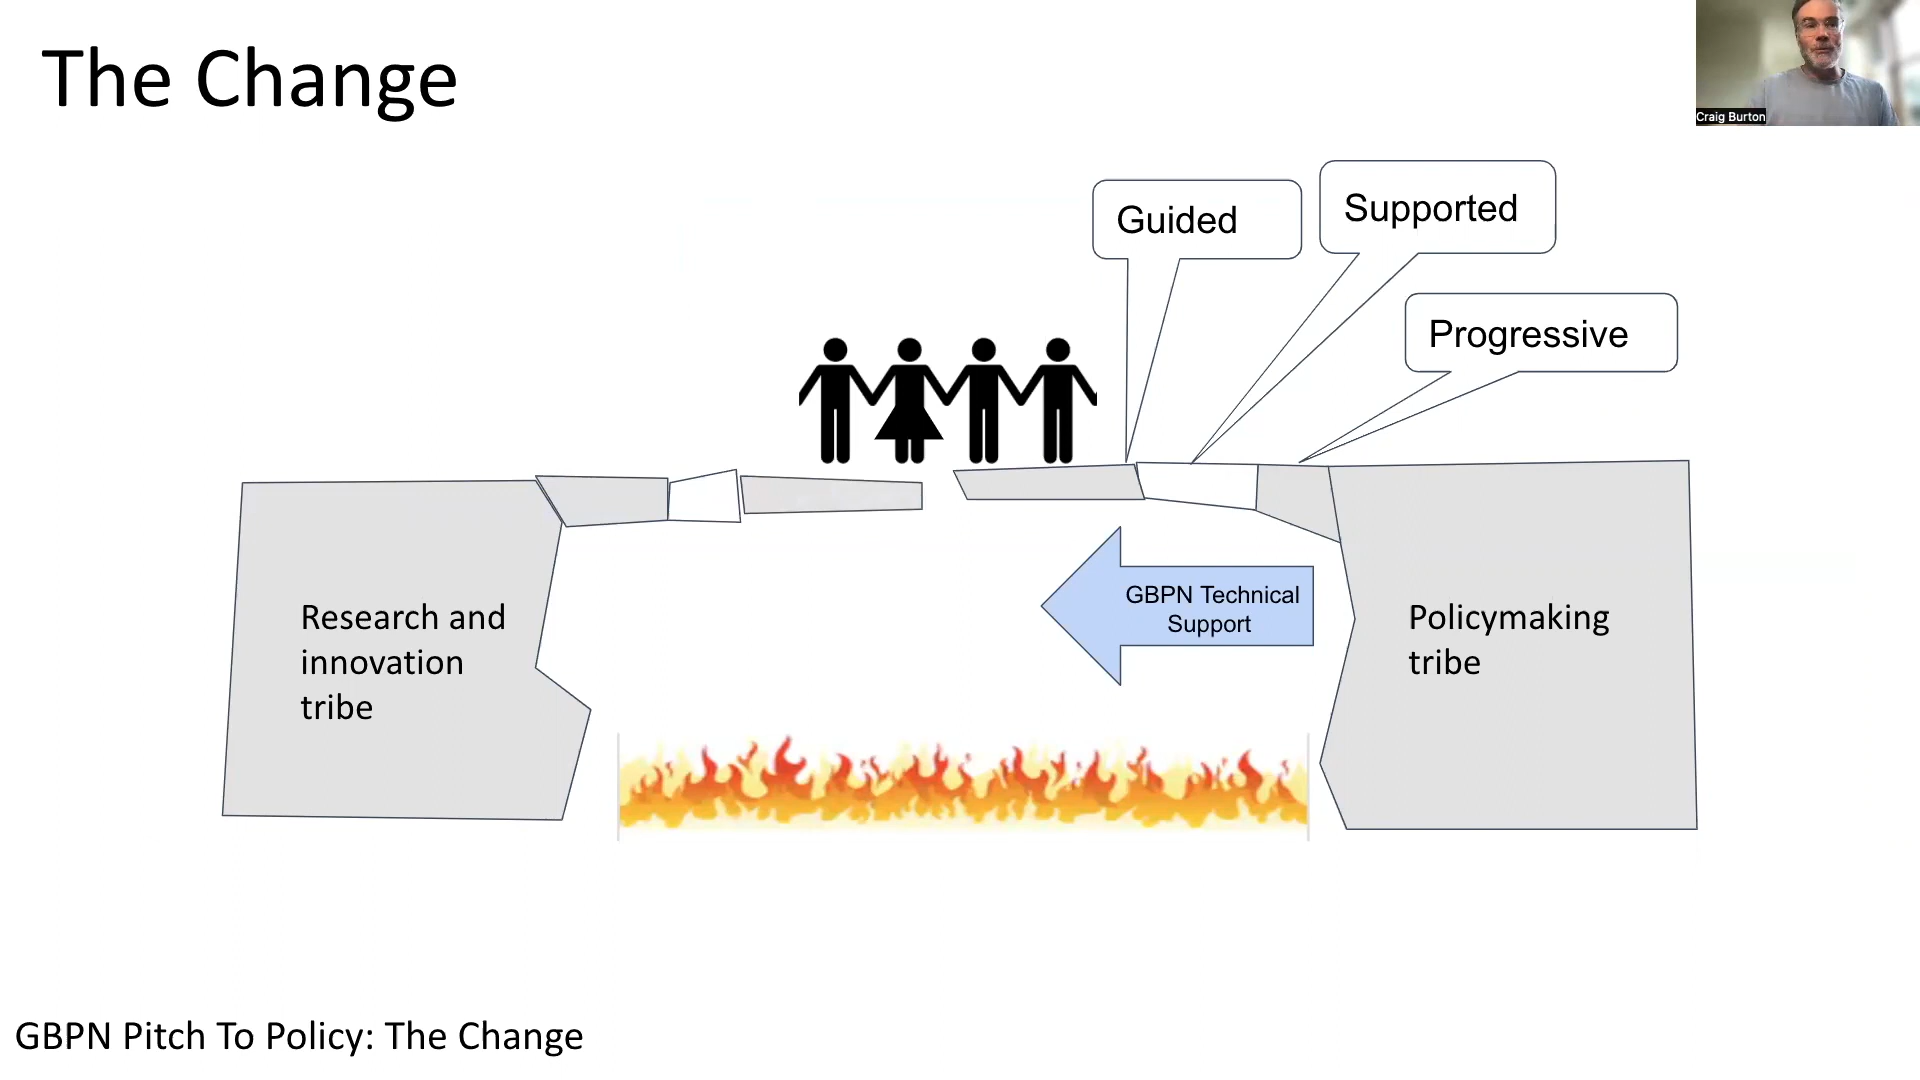 The Change
Craig Burton
Guided
Supported
Progressive
GBPN Technical
Support
Research and
innovation
tribe
Policymaking
tribe
GBPN Pitch To Policy: The Change